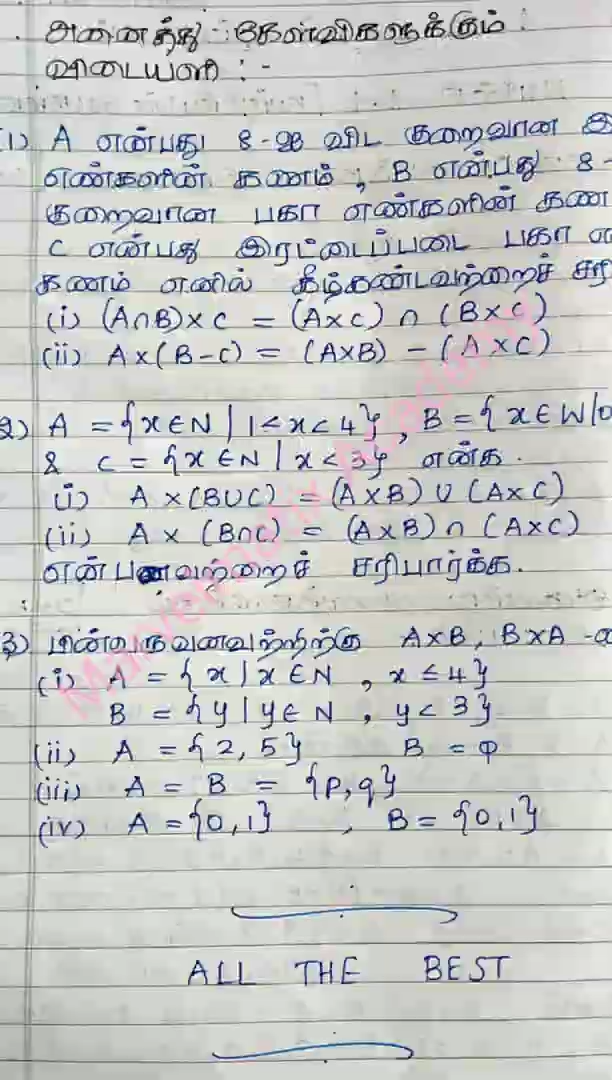 அனைத்து கேள்விகளுக்கும்
விடையளி :-
1) A என்பது 8-ஐ விட குறைவான இ
எண்களின் கணம், B என்பது 8-
குறைவான பகா எண்களின் கண
C என்பது இரட்டைப்படை பகா எ
கணம் எனில் கீழ்கண்டவற்றைச் சரி
(i) (A∩B)×C = (A×C) ∩ (B×C)
(ii) A×(B-C) = (A×B) - (A×C)
2) A = {x∈N | 1<x<4}, B = {x∈W|0
& C = {x∈N | x<3} என்க.
(i) A×(B∪C) = (A×B) ∪ (A×C)
(ii) A × (B∩C) = (A×B) ∩ (A×C)
என்பனவற்றைச் சரிபார்க்க.
3) பின்வருவனவற்றிற்கு A×B, B×A -
(i) A = {x | x∈N, x ≤ 4}
B = {y | y∈N, y < 3}
(ii) A = {2, 5} B = φ
(iii) A = B = {p, q}
(iv) A = {0, 1}, B = {0, 1}
ALL THE BEST